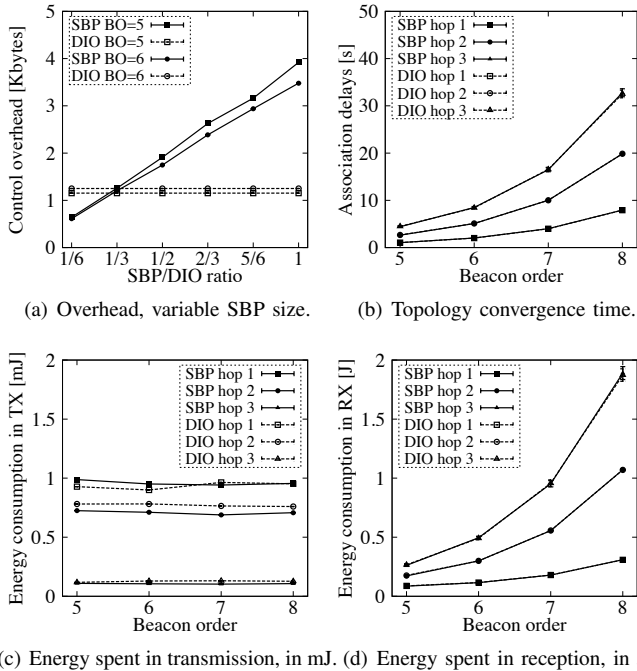 4
3
2
1
0
Control overhead [Kbytes]
SBP BO=5
DIO BO=5
SBP BO=6
DIO BO=6
1/6 1/3 1/2 2/3 5/6 1
SBP/DIO ratio
(a) Overhead, variable SBP size.
50
40
30
20
10
0
Association delays [s]
SBP hop 1
SBP hop 2
SBP hop 3
DIO hop 1
DIO hop 2
DIO hop 3
5 6 7 8
Beacon order
(b) Topology convergence time.
2
1.5
1
0.5
0
Energy consumption in TX [mJ]
SBP hop 1
SBP hop 2
SBP hop 3
DIO hop 1
DIO hop 2
DIO hop 3
5 6 7 8
Beacon order
(c) Energy spent in transmission, in mJ.
2
1.5
1
0.5
0
Energy consumption in RX [J]
SBP hop 1
SBP hop 2
SBP hop 3
DIO hop 1
DIO hop 2
DIO hop 3
5 6 7 8
Beacon order
(d) Energy spent in reception, in